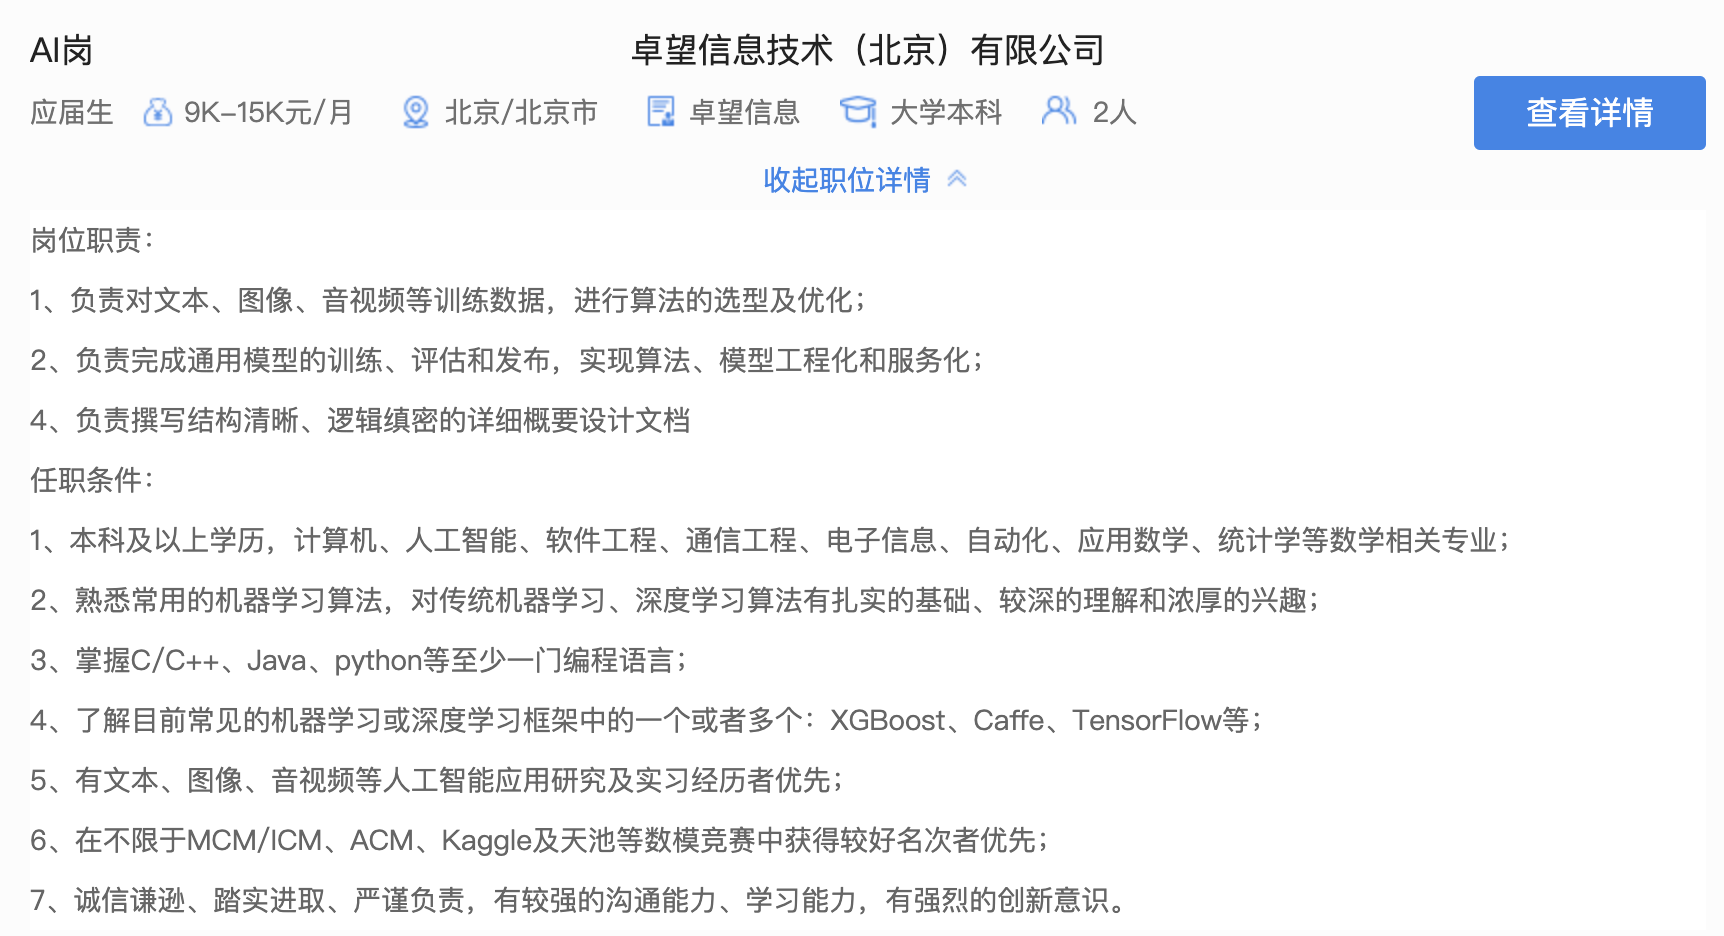 AI岗
卓望信息技术（北京）有限公司
应届生 9K-15K元/月 北京/北京市 卓望信息 大学本科 2人
查看详情
收起职位详情
岗位职责：
1、负责对文本、图像、音视频等训练数据，进行算法的选型及优化；
2、负责完成通用模型的训练、评估和发布，实现算法、模型工程化和服务化；
4、负责撰写结构清晰、逻辑缜密的详细概要设计文档
任职条件：
1、本科及以上学历，计算机、人工智能、软件工程、通信工程、电子信息、自动化、应用数学、统计学等数学相关专业；
2、熟悉常用的机器学习算法，对传统机器学习、深度学习算法有扎实的基础、较深的理解和浓厚的兴趣；
3、掌握C/C++、Java、python等至少一门编程语言；
4、了解目前常见的机器学习或深度学习框架中的一个或者多个：XGBoost、Caffe、TensorFlow等；
5、有文本、图像、音视频等人工智能应用研究及实习经历者优先；
6、在不限于MCM/ICM、ACM、Kaggle及天池等数模竞赛中获得较好名次者优先；
7、诚信谦逊、踏实进取、严谨负责，有较强的沟通能力、学习能力，有强烈的创新意识。